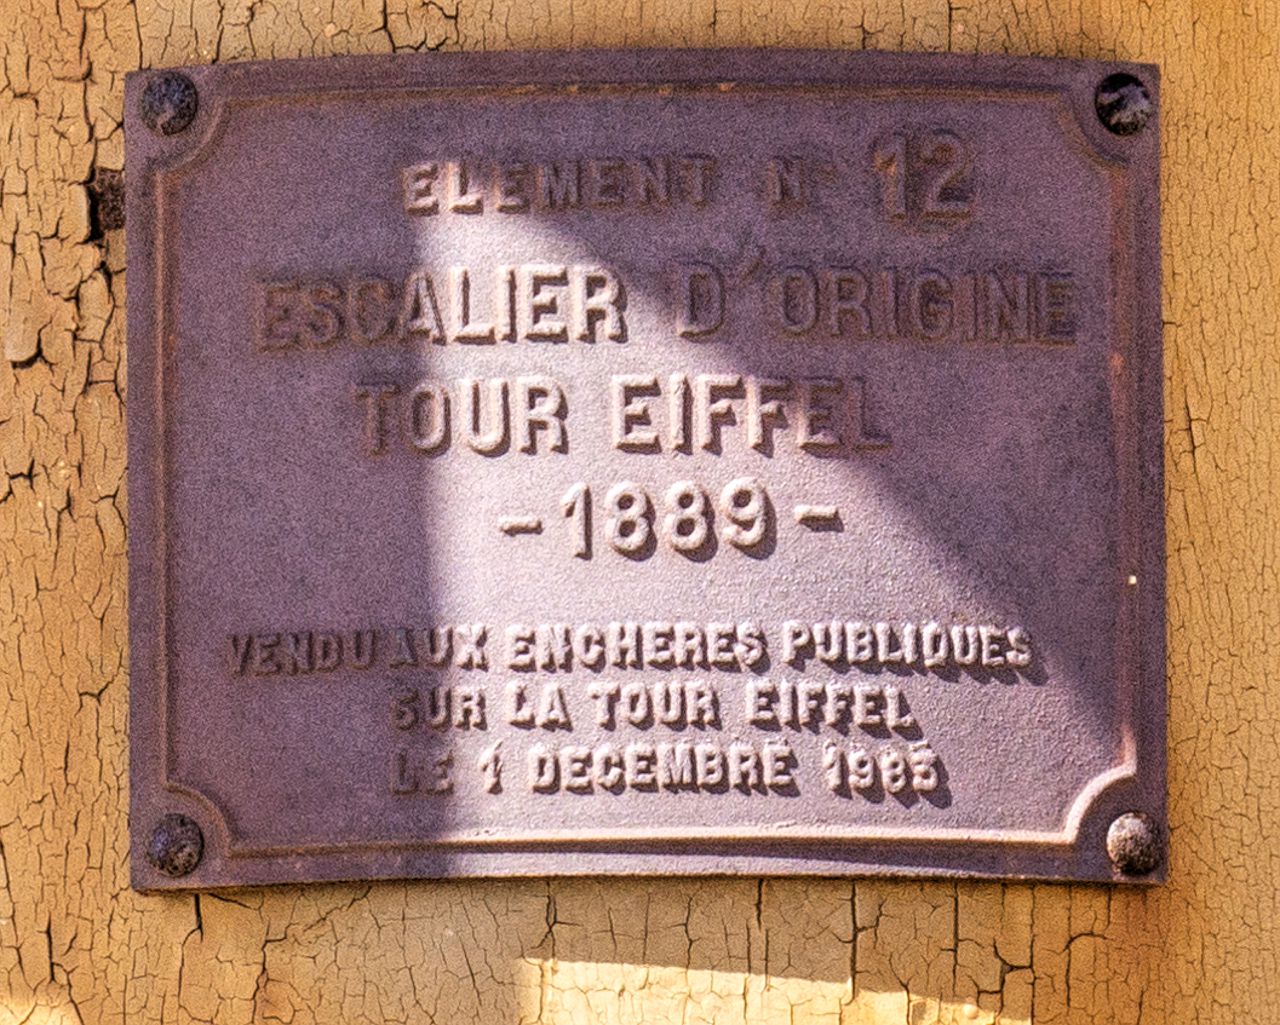 ELEMENT N° 12
ESCALIER D'ORIGINE
TOUR EIFFEL
- 1889 -
VENDU AUX ENCHERES PUBLIQUES
SUR LA TOUR EIFFEL
LE 1 DECEMBRE 1983